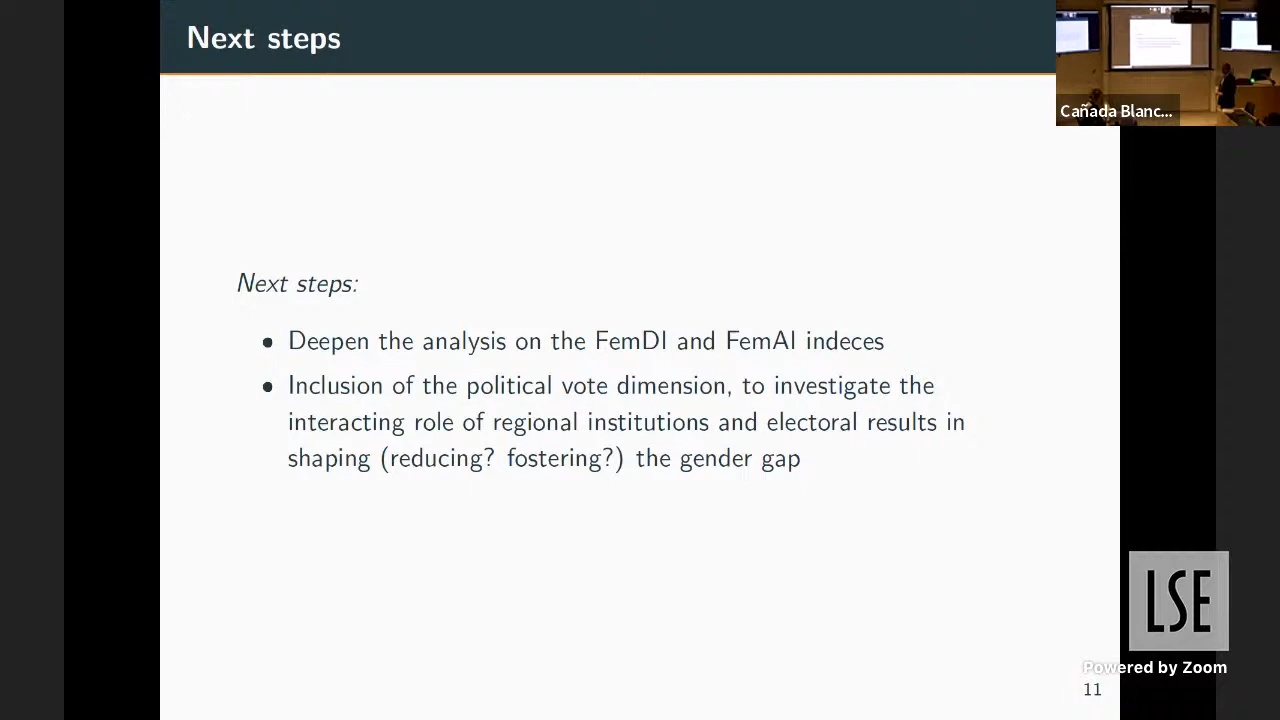 Next steps
Cañada Blanc...
Next steps:
• Deepen the analysis on the FemDI and FemAI indeces
• Inclusion of the political vote dimension, to investigate the
interacting role of regional institutions and electoral results in
shaping (reducing? fostering?) the gender gap
LSE
Powered by Zoom
11